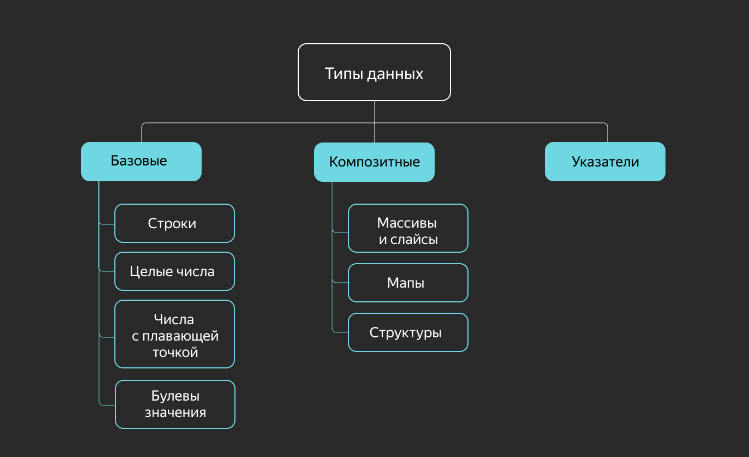 Типы данных
Базовые
Композитные
Указатели
Строки
Целые числа
Числа
с плавающей
точкой
Булевы
значения
Массивы
и слайсы
Мапы
Структуры